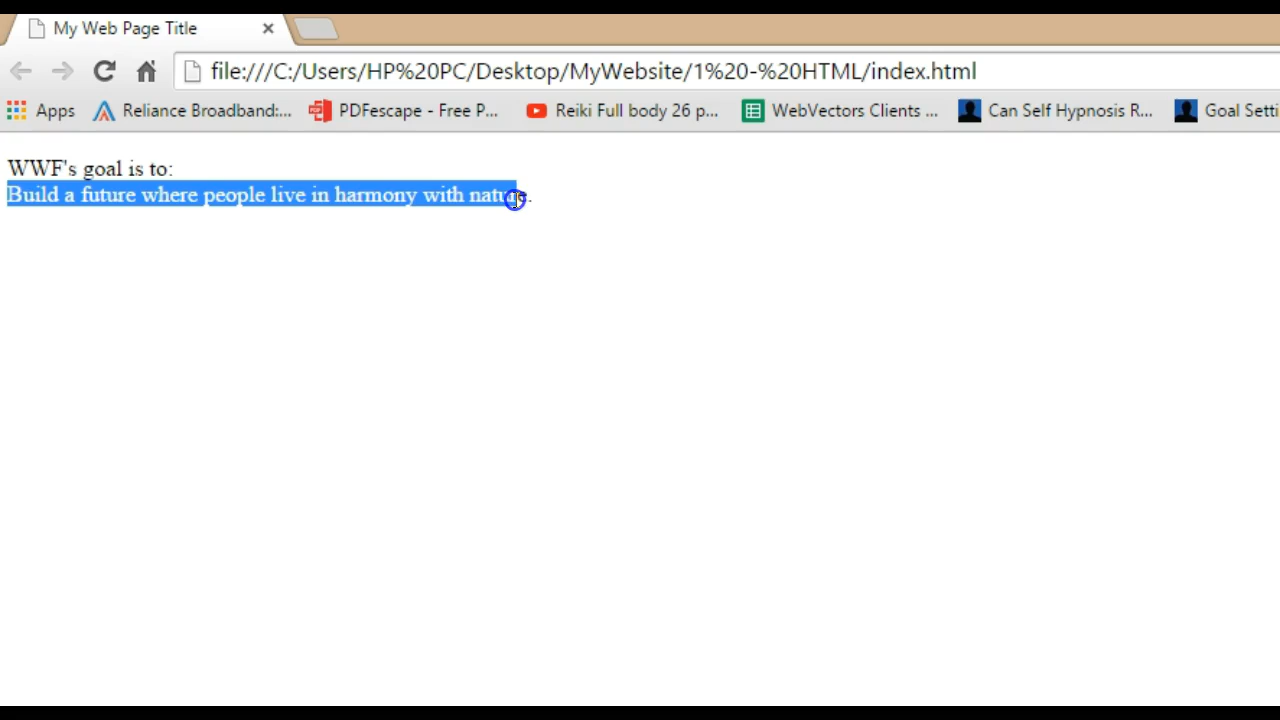 My Web Page Title
file:///C:/Users/HP%20PC/Desktop/MyWebsite/1%20-%20HTML/index.html
Apps Reliance Broadband:... PDFescape - Free P... Reiki Full body 26 p... WebVectors Clients ... Can Self Hypnosis R... Goal Setti
WWF's goal is to:
Build a future where people live in harmony with nature.